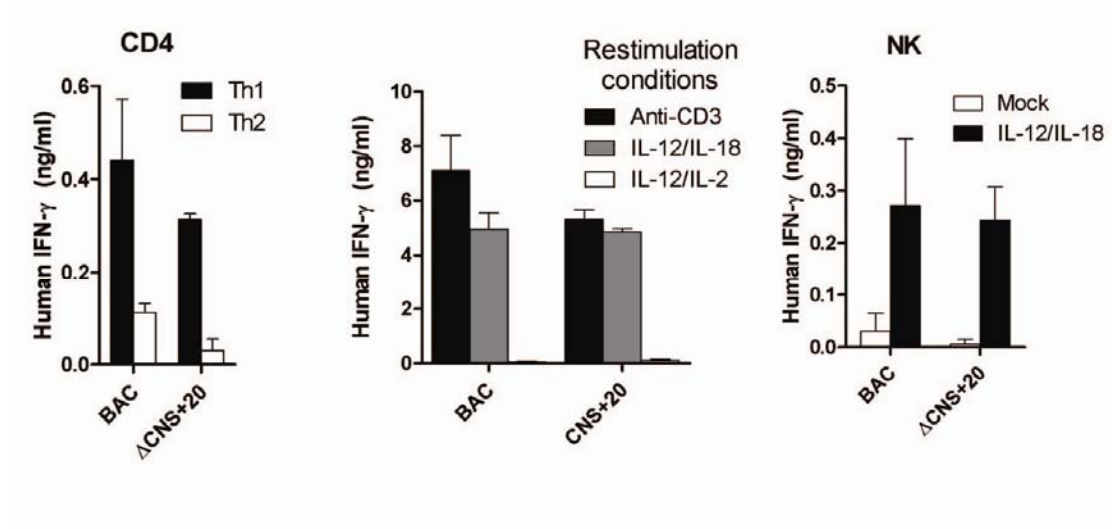 CD4
Human IFN-γ (ng/ml)
0.6
0.4
0.2
0.0
Th1
Th2
BAC
ΔCNS+20
Restimulation
conditions
Anti-CD3
IL-12/IL-18
IL-12/IL-2
Human IFN-γ (ng/ml)
10
8
6
4
2
0
BAC
CNS+20
NK
Mock
IL-12/IL-18
Human IFN-γ (ng/ml)
0.5
0.4
0.3
0.2
0.1
0.0
BAC
ΔCNS+20